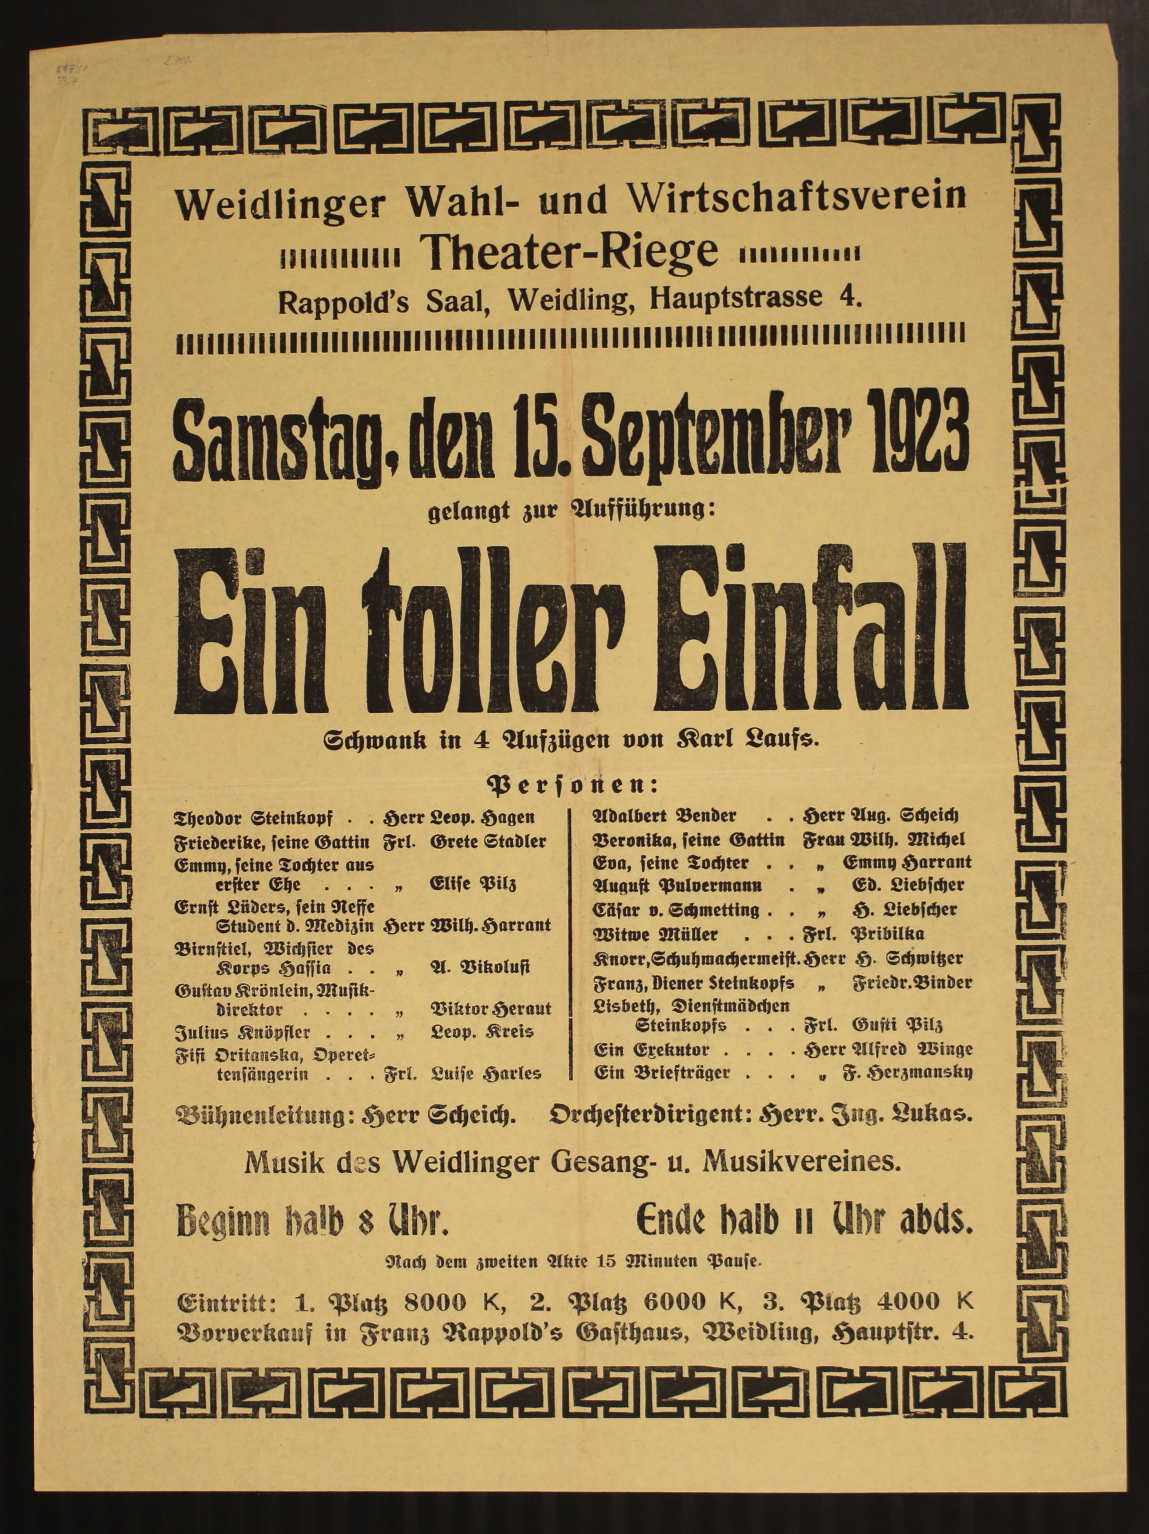 Weidlinger Wahl- und Wirtschaftsverein
Theater-Riege
Rappold's Saal, Weidling, Hauptstrasse 4.
Samstag, den 15. September 1923
gelangt zur Aufführung:
Ein toller Einfall
Schwank in 4 Aufzügen von Karl Laufs.
Personen:
Theodor Steinkopf . . Herr Leop. Hagen
Friederike, seine Gattin Frl. Grete Stadler
Emmy, seine Tochter aus
erster Ehe . . . „ Elise Pilz
Ernst Lüders, sein Neffe
Student d. Medizin Herr Wilh. Harrant
Birnstiel, Wichsier des
Korps Hassia . . „ A. Vikolusi
Gustav Krönlein, Musik-
direktor . . . . „ Viktor Heraut
Julius Knöpfler . . . „ Leop. Kreis
Fifi Oritanska, Operet-
tensängerin . . . Frl. Luise Harles
Adalbert Bender . . Herr Aug. Scheich
Veronika, seine Gattin Frau Wilh. Michel
Eva, seine Tochter . . „ Emmy Harrant
August Pulvermann . „ Ed. Liebscher
Cäsar v. Schmetting . . „ H. Liebscher
Witwe Müller . . . Frl. Pribilka
Knorr, Schuhmachermeist. Herr H. Schwitzer
Franz, Diener Steinkopfs „ Friedr. Binder
Lisbeth, Dienstmädchen
Steinkopfs . . . Frl. Gusti Pilz
Ein Exekutor . . . . Herr Alfred Winge
Ein Briefträger . . . „ F. Herzmansky
Bühnenleitung: Herr Scheich. Orchesterdirigent: Herr. Ing. Lukas.
Musik des Weidlinger Gesang- u. Musikvereines.
Beginn halb 8 Uhr. Ende halb 11 Uhr abds.
Nach dem zweiten Akte 15 Minuten Pause.
Eintritt: 1. Platz 8000 K, 2. Platz 6000 K, 3. Platz 4000 K
Vorverkauf in Franz Rappold's Gasthaus, Weidling, Hauptstr. 4.